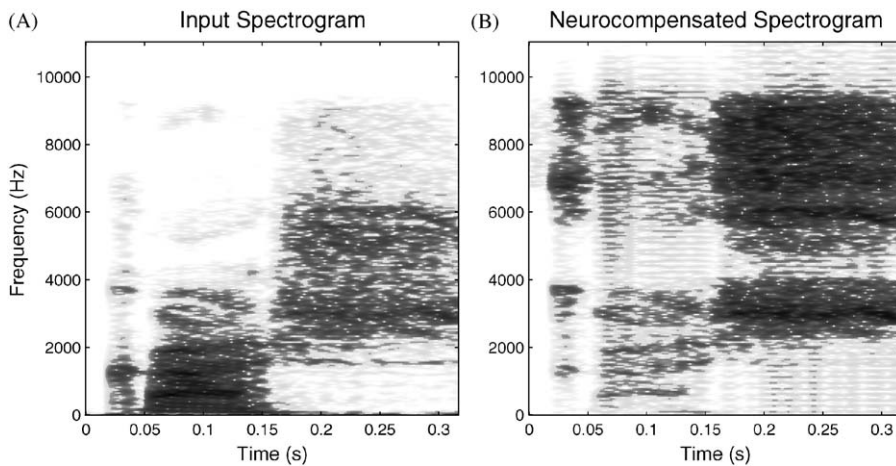 (A) Input Spectrogram
(B) Neurocompensated Spectrogram
Frequency (Hz)
10000
8000
6000
4000
2000
0
0 0.05 0.1 0.15 0.2 0.25 0.3
Time (s)
10000
8000
6000
4000
2000
0
0 0.05 0.1 0.15 0.2 0.25 0.3
Time (s)